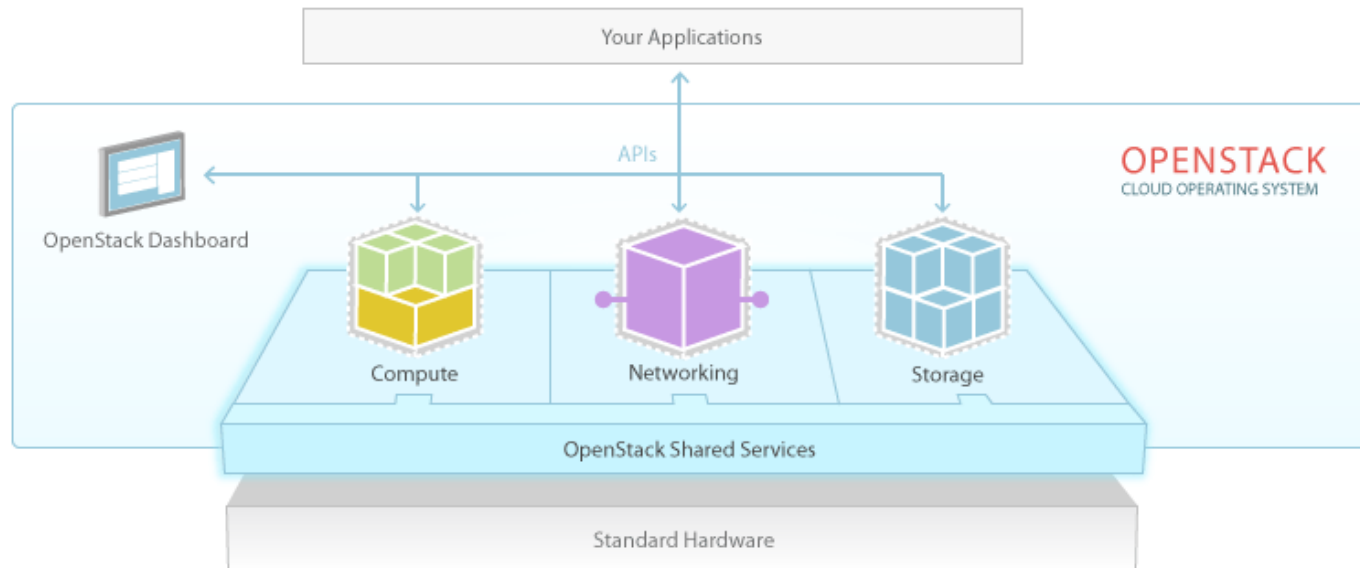 Your Applications
APIs
OPENSTACK
CLOUD OPERATING SYSTEM
OpenStack Dashboard
Compute
Networking
Storage
OpenStack Shared Services
Standard Hardware